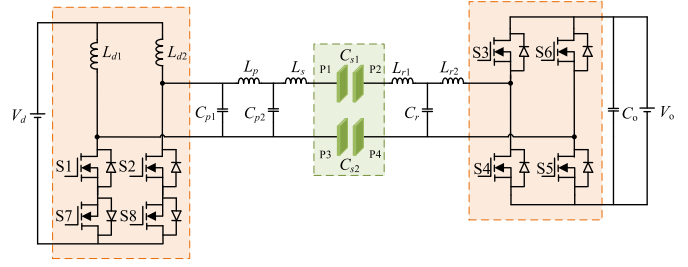 V_d
L_d1
L_d2
S1
S2
S7
S8
C_p1
L_p
C_p2
L_s
P1
C_s1
P2
P3
C_s2
P4
L_r1
L_r2
C_r
S3
S6
S4
S5
C_o
V_o